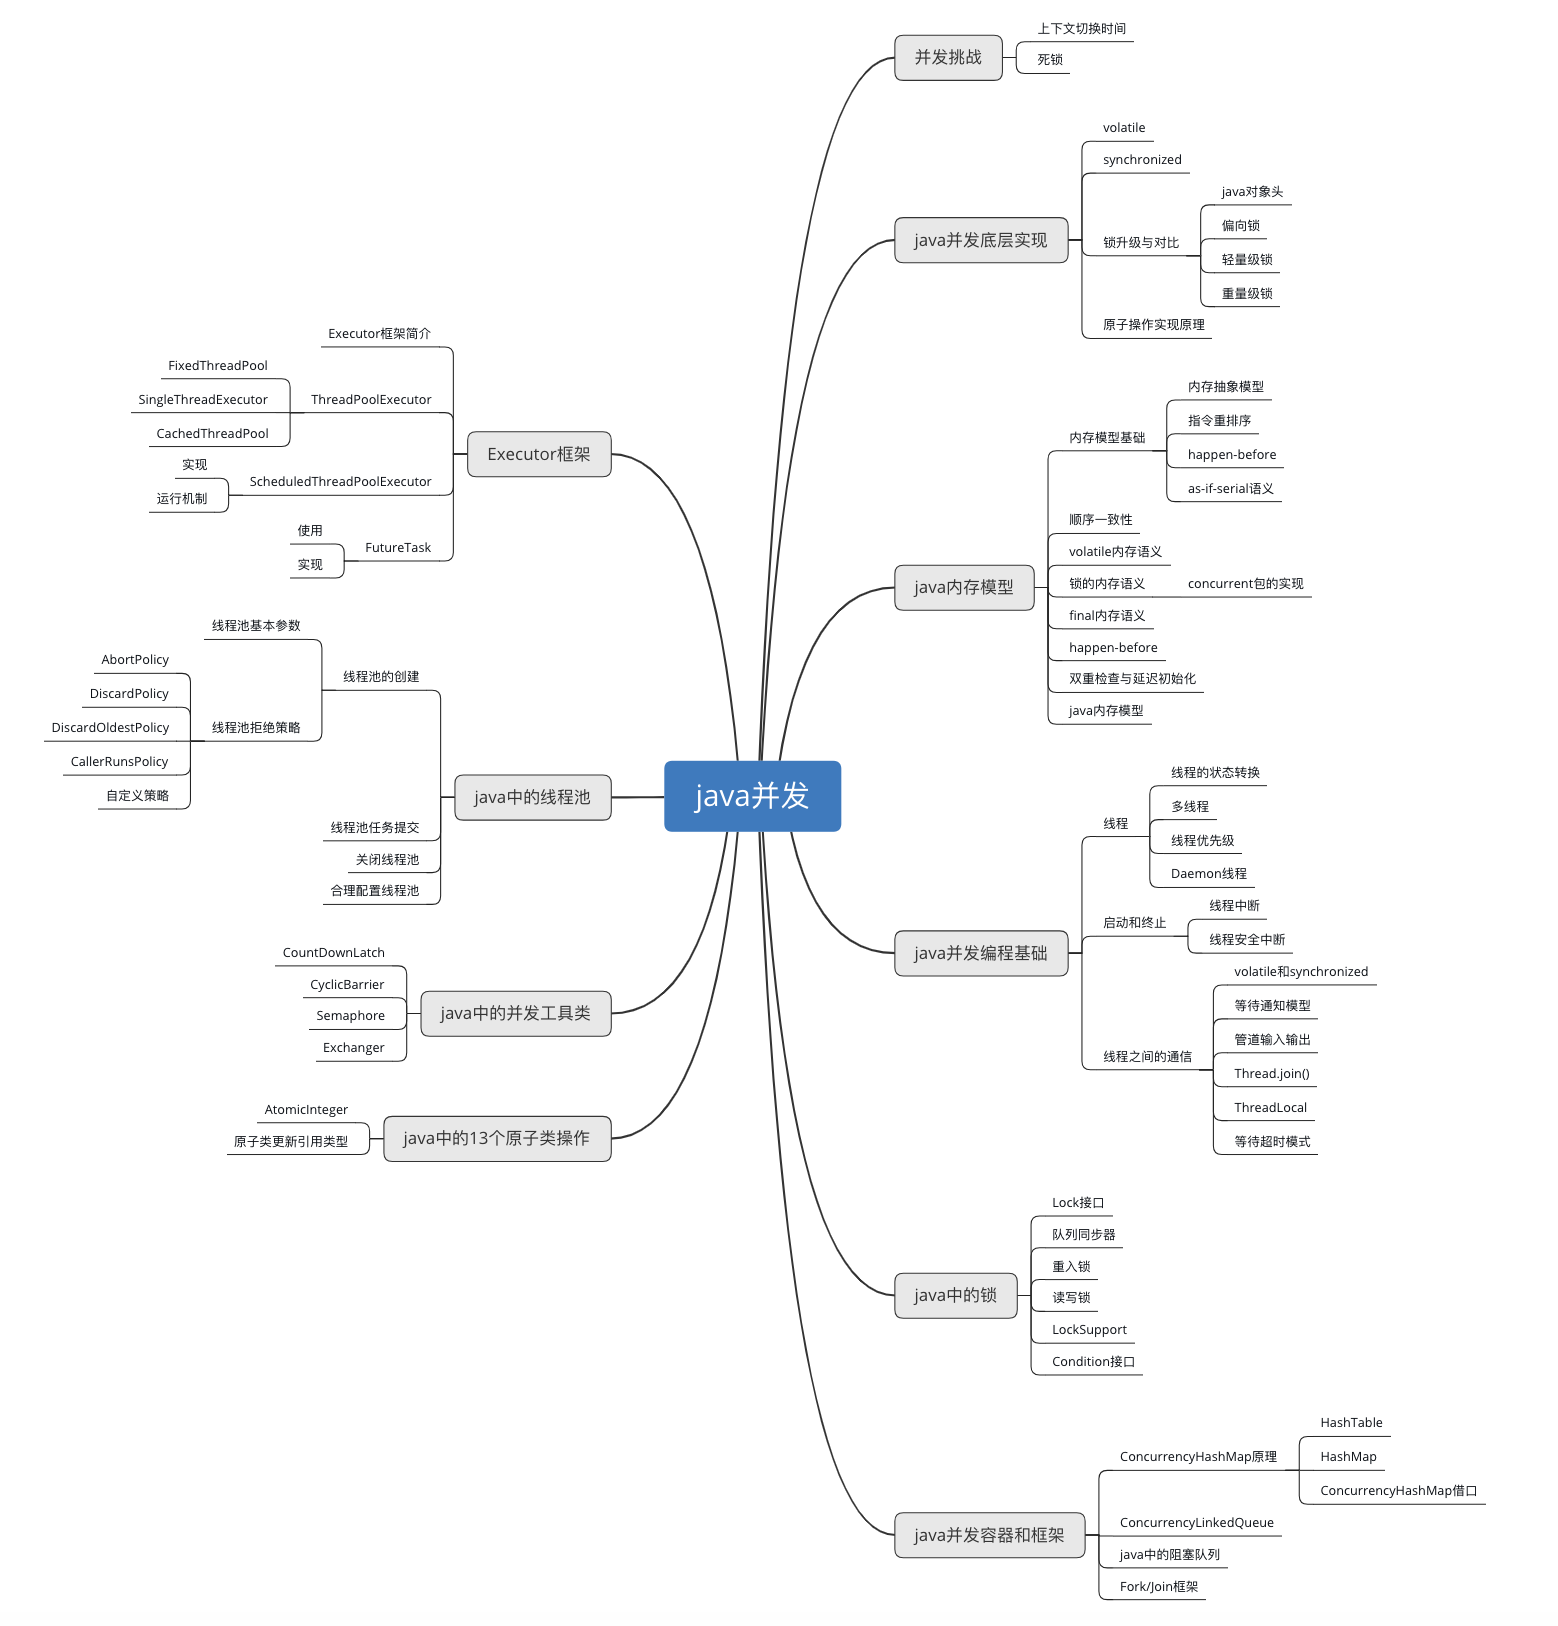 java并发
并发挑战
上下文切换时间
死锁
java并发底层实现
volatile
synchronized
锁升级与对比
java对象头
偏向锁
轻量级锁
重量级锁
原子操作实现原理
java内存模型
内存模型基础
内存抽象模型
指令重排序
happen-before
as-if-serial语义
顺序一致性
volatile内存语义
锁的内存语义
concurrent包的实现
final内存语义
happen-before
双重检查与延迟初始化
java内存模型
java并发编程基础
线程
线程的状态转换
多线程
线程优先级
Daemon线程
启动和终止
线程中断
线程安全中断
线程之间的通信
volatile和synchronized
等待通知模型
管道输入输出
Thread.join()
ThreadLocal
等待超时模式
java中的锁
Lock接口
队列同步器
重入锁
读写锁
LockSupport
Condition接口
java并发容器和框架
ConcurrencyHashMap原理
HashTable
HashMap
ConcurrencyHashMap借口
ConcurrencyLinkedQueue
java中的阻塞队列
Fork/Join框架
Executor框架
Executor框架简介
ThreadPoolExecutor
FixedThreadPool
SingleThreadExecutor
CachedThreadPool
ScheduledThreadPoolExecutor
实现
运行机制
FutureTask
使用
实现
java中的线程池
线程池的创建
线程池基本参数
线程池拒绝策略
AbortPolicy
DiscardPolicy
DiscardOldestPolicy
CallerRunsPolicy
自定义策略
线程池任务提交
关闭线程池
合理配置线程池
java中的并发工具类
CountDownLatch
CyclicBarrier
Semaphore
Exchanger
java中的13个原子类操作
AtomicInteger
原子类更新引用类型